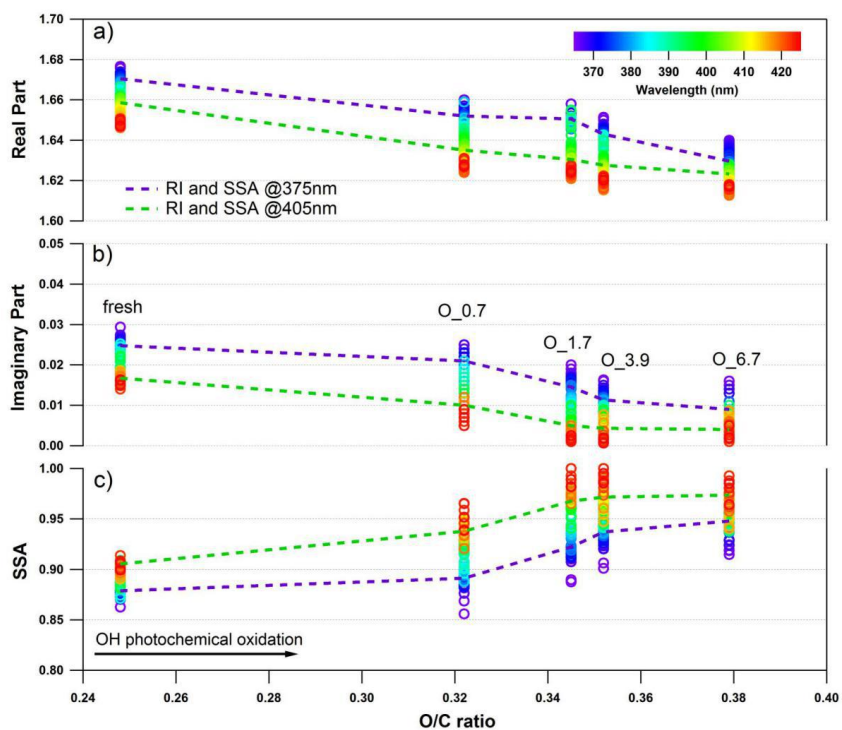 1.70
a)
1.68
370 380 390 400 410 420
Wavelength (nm)
1.66
Real Part
1.64
RI and SSA @375nm
1.62
RI and SSA @405nm
1.60
0.05
b)
0.04
fresh
O_0.7
0.03
O_1.7
O_3.9
O_6.7
Imaginary Part
0.02
0.01
0.00
1.00
c)
0.95
SSA
0.90
0.85
OH photochemical oxidation
0.80
0.24 0.26 0.28 0.30 0.32 0.34 0.36 0.38 0.40
O/C ratio